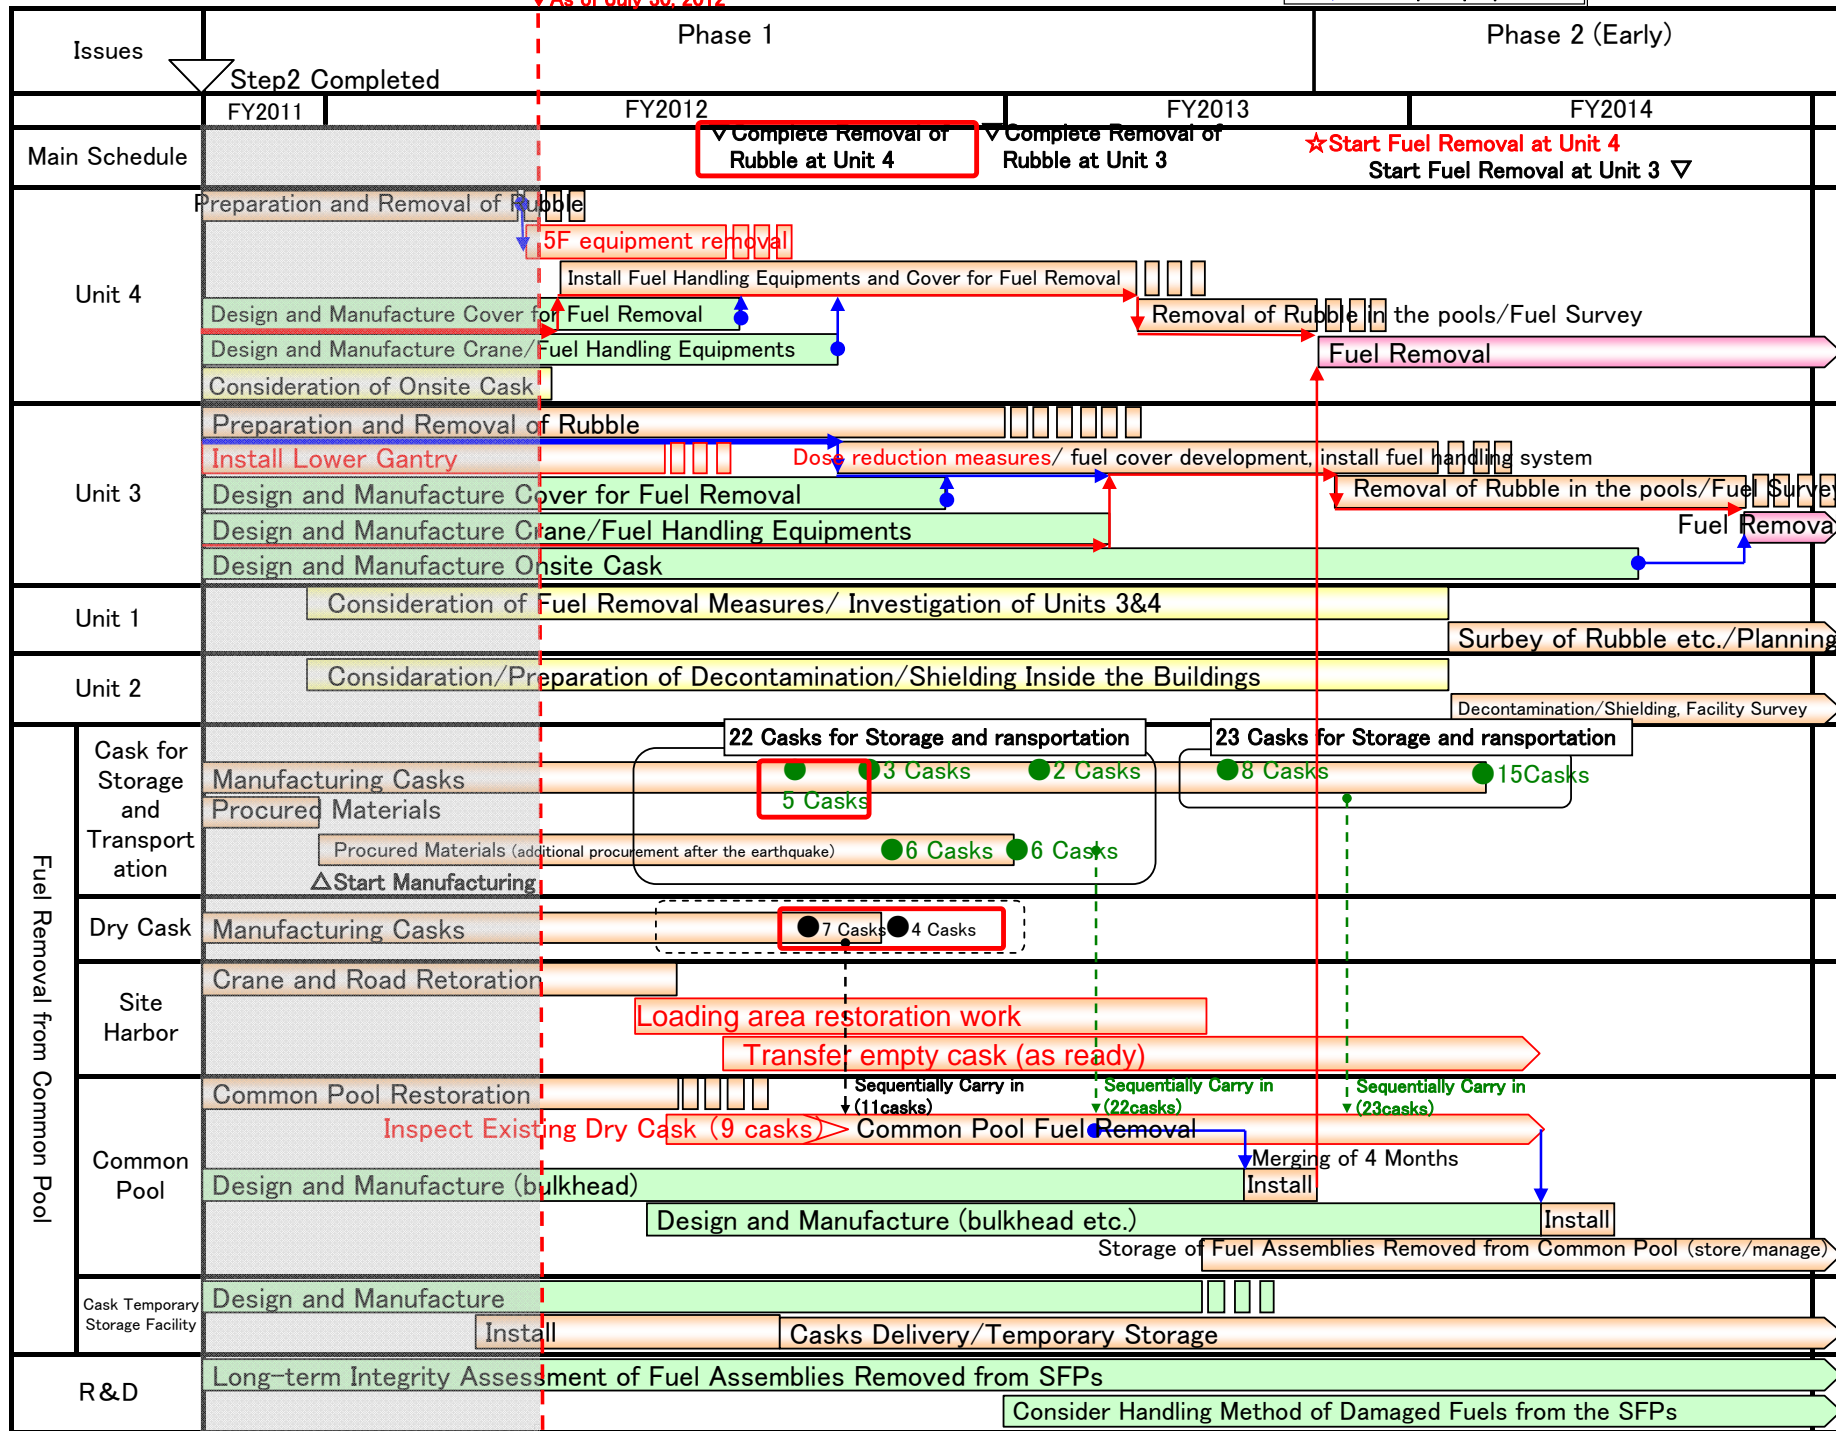 As of July 30, 2012
Issues
Phase 1
Phase 2 (Early)
Step2 Completed
FY2011
FY2012
FY2013
FY2014
Main Schedule
▽Complete Removal of
Rubble at Unit 4
▽Complete Removal of
Rubble at Unit 3
☆Start Fuel Removal at Unit 4
Start Fuel Removal at Unit 3 ▽
Unit 4
Preparation and Removal of Rubble
5F equipment removal
Install Fuel Handling Equipments and Cover for Fuel Removal
Design and Manufacture Cover for Fuel Removal
Removal of Rubble in the pools/Fuel Survey
Design and Manufacture Crane/Fuel Handling Equipments
Fuel Removal
Consideration of Onsite Cask
Unit 3
Preparation and Removal of Rubble
Install Lower Gantry
Dose reduction measures/ fuel cover development, install fuel handling system
Design and Manufacture Cover for Fuel Removal
Removal of Rubble in the pools/Fuel Survey
Design and Manufacture Crane/Fuel Handling Equipments
Fuel Remova
Design and Manufacture Onsite Cask
Unit 1
Consideration of Fuel Removal Measures/ Investigation of Units 3&4
Surbey of Rubble etc./Planning
Unit 2
Considaration/Preparation of Decontamination/Shielding Inside the Buildings
Decontamination/Shielding, Facility Survey
Fuel Removal from Common Pool
Cask for
Storage
and
Transport
ation
22 Casks for Storage and ransportation
23 Casks for Storage and ransportation
Manufacturing Casks
5 Casks
3 Casks
2 Casks
8 Casks
15Casks
Procured Materials
Procured Materials (additional procurement after the earthquake)
6 Casks
6 Casks
△Start Manufacturing
Dry Cask
Manufacturing Casks
7 Casks
4 Casks
Site
Harbor
Crane and Road Retoration
Loading area restoration work
Transfer empty cask (as ready)
Common
Pool
Common Pool Restoration
Sequentially Carry in
(11casks)
Sequentially Carry in
(22casks)
Sequentially Carry in
(23casks)
Inspect Existing Dry Cask (9 casks)
Common Pool Fuel Removal
Merging of 4 Months
Design and Manufacture (bulkhead)
Install
Design and Manufacture (bulkhead etc.)
Install
Storage of Fuel Assemblies Removed from Common Pool (store/manage)
Cask Temporary
Storage Facility
Design and Manufacture
Install
Casks Delivery/Temporary Storage
R&D
Long-term Integrity Assessment of Fuel Assemblies Removed from SFPs
Consider Handling Method of Damaged Fuels from the SFPs